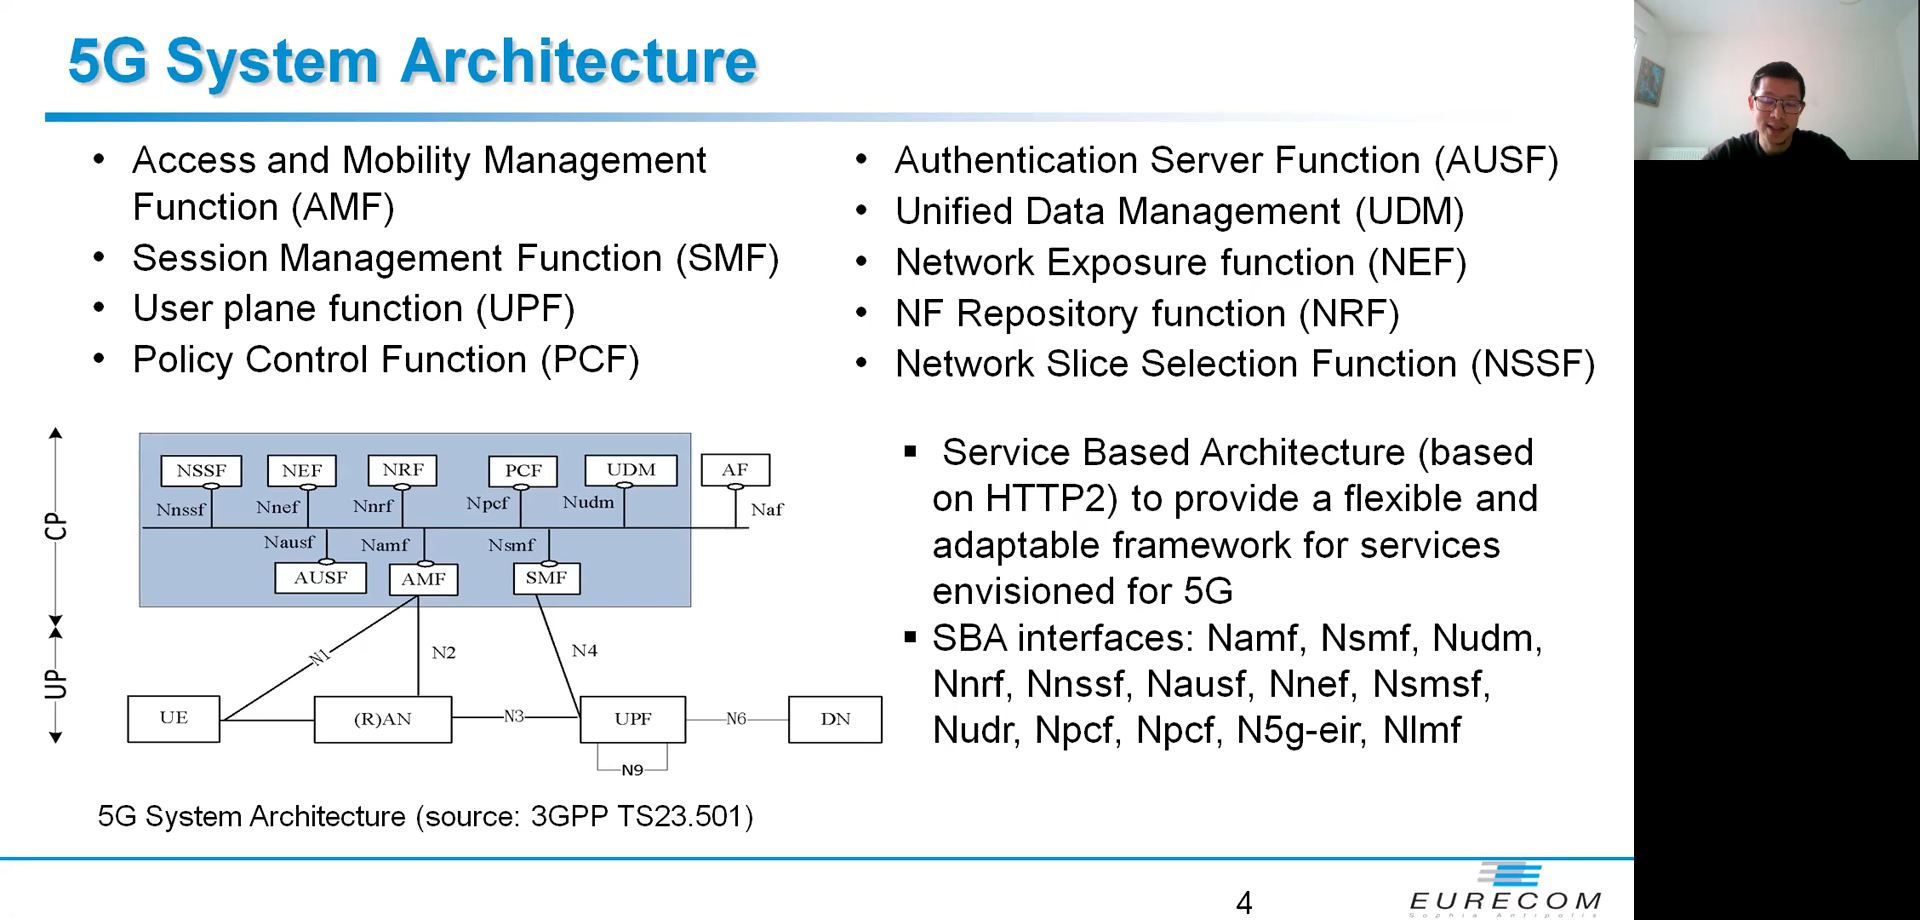 5G System Architecture
• Access and Mobility Management
Function (AMF)
• Session Management Function (SMF)
• User plane function (UPF)
• Policy Control Function (PCF)
• Authentication Server Function (AUSF)
• Unified Data Management (UDM)
• Network Exposure function (NEF)
• NF Repository function (NRF)
• Network Slice Selection Function (NSSF)
CP
UP
NSSF NEF NRF PCF UDM AF
Nnssf Nnef Nnrf Npcf Nudm Naf
Nausf Namf Nsmf
AUSF AMF SMF
N1 N2 N4
UE (R)AN N3 UPF N6 DN
N9
5G System Architecture (source: 3GPP TS23.501)
▪ Service Based Architecture (based
on HTTP2) to provide a flexible and
adaptable framework for services
envisioned for 5G
▪ SBA interfaces: Namf, Nsmf, Nudm,
Nnrf, Nnssf, Nausf, Nnef, Nsmsf,
Nudr, Npcf, Npcf, N5g-eir, Nlmf
4
EURECOM
Sophia Antipolis